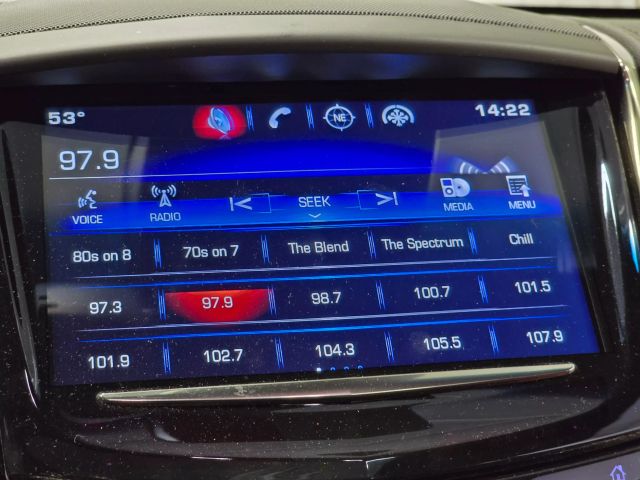 53° NE 14:22
97.9
VOICE RADIO SEEK MEDIA MENU
80s on 8 70s on 7 The Blend The Spectrum Chill
97.3 97.9 98.7 100.7 101.5
101.9 102.7 104.3 105.5 107.9